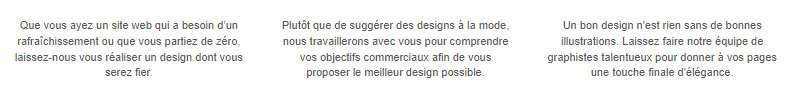 Que vous ayez un site web qui a besoin d'un
rafraîchissement ou que vous partiez de zéro,
laissez-nous vous réaliser un design dont vous
serez fier.
Plutôt que de suggérer des designs à la mode,
nous travaillerons avec vous pour comprendre
vos objectifs commerciaux afin de vous
proposer le meilleur design possible.
Un bon design n'est rien sans de bonnes
illustrations. Laissez faire notre équipe de
graphistes talentueux pour donner à vos pages
une touche finale d'élégance.